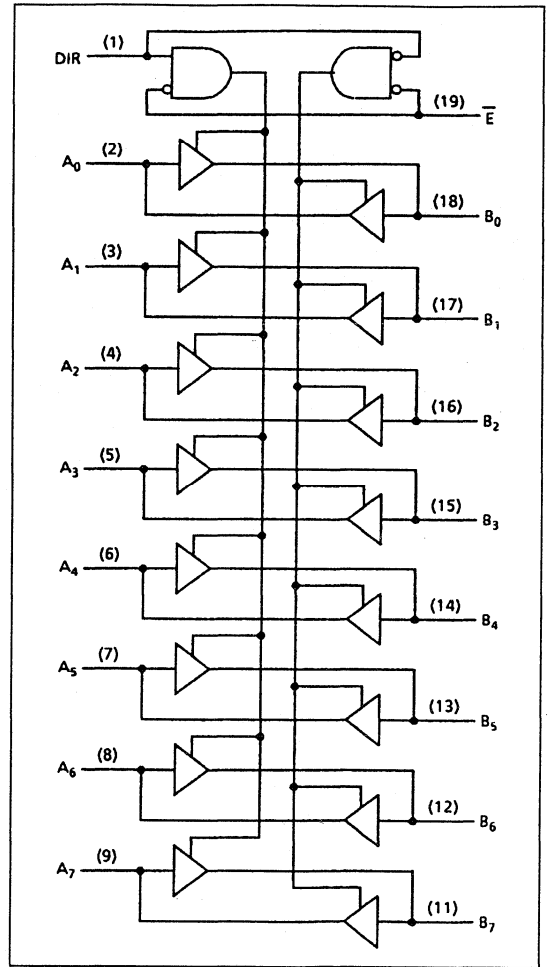 DIR (1)
(19) E̅
A₀ (2)
(18) B₀
A₁ (3)
(17) B₁
A₂ (4)
(16) B₂
A₃ (5)
(15) B₃
A₄ (6)
(14) B₄
A₅ (7)
(13) B₅
A₆ (8)
(12) B₆
A₇ (9)
(11) B₇